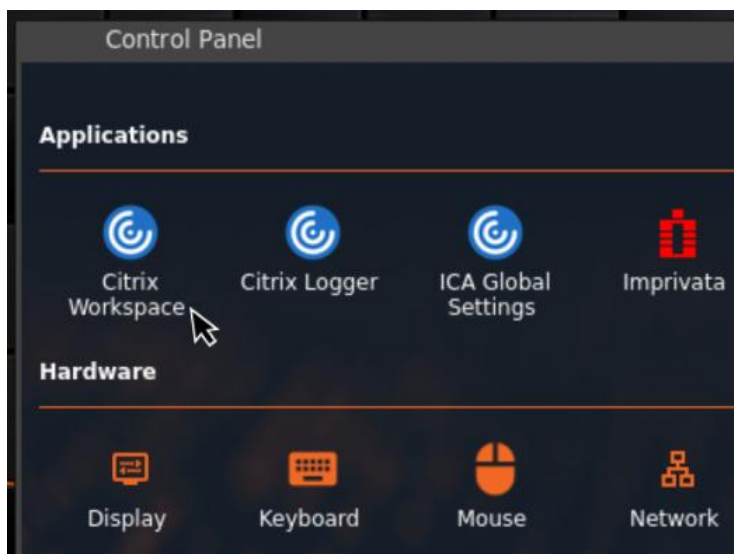 Control Panel
Applications
Citrix
Workspace
Citrix Logger
ICA Global
Settings
Imprivata
Hardware
Display
Keyboard
Mouse
Network